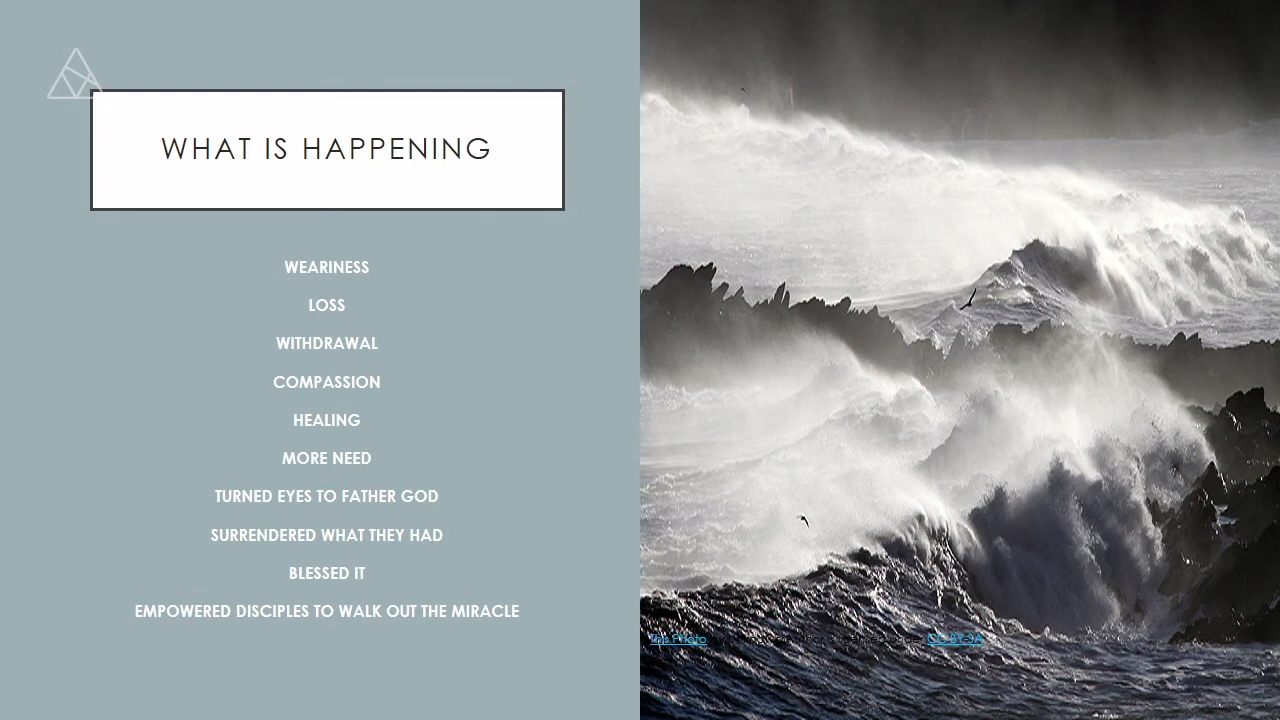 WHAT IS HAPPENING
WEARINESS
LOSS
WITHDRAWAL
COMPASSION
HEALING
MORE NEED
TURNED EYES TO FATHER GOD
SURRENDERED WHAT THEY HAD
BLESSED IT
EMPOWERED DISCIPLES TO WALK OUT THE MIRACLE
This Photo CC BY-SA